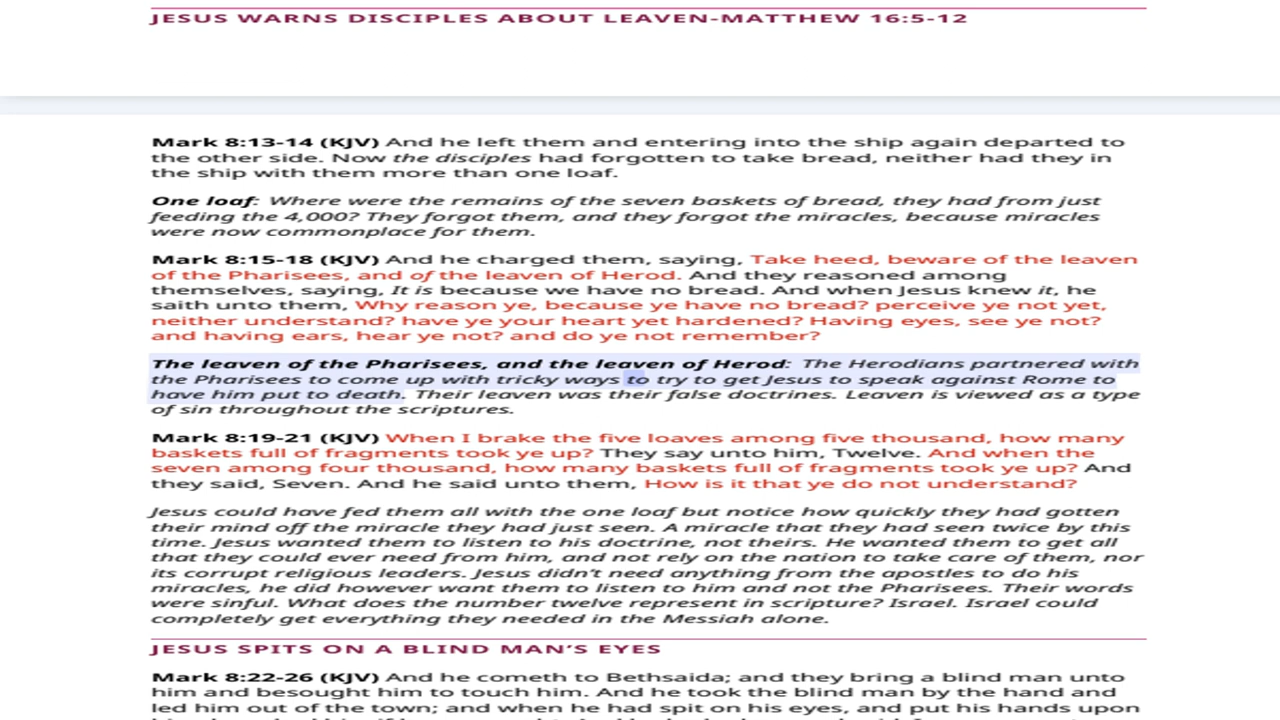 JESUS WARNS DISCIPLES ABOUT LEAVEN-MATTHEW 16:5-12
Mark 8:13-14 (KJV) And he left them and entering into the ship again departed to
the other side. Now the disciples had forgotten to take bread, neither had they in
the ship with them more than one loaf.
One loaf: Where were the remains of the seven baskets of bread, they had from just
feeding the 4,000? They forgot them, and they forgot the miracles, because miracles
were now commonplace for them.
Mark 8:15-18 (KJV) And he charged them, saying, Take heed, beware of the leaven
of the Pharisees, and of the leaven of Herod. And they reasoned among
themselves, saying, It is because we have no bread. And when Jesus knew it, he
saith unto them, Why reason ye, because ye have no bread? perceive ye not yet,
neither understand? have ye your heart yet hardened? Having eyes, see ye not?
and having ears, hear ye not? and do ye not remember?
The leaven of the Pharisees, and the leaven of Herod: The Herodians partnered with
the Pharisees to come up with tricky ways to try to get Jesus to speak against Rome to
have him put to death. Their leaven was their false doctrines. Leaven is viewed as a type
of sin throughout the scriptures.
Mark 8:19-21 (KJV) When I brake the five loaves among five thousand, how many
baskets full of fragments took ye up? They say unto him, Twelve. And when the
seven among four thousand, how many baskets full of fragments took ye up? And
they said, Seven. And he said unto them, How is it that ye do not understand?
Jesus could have fed them all with the one loaf but notice how quickly they had gotten
their mind off the miracle they had just seen. A miracle that they had seen twice by this
time. Jesus wanted them to listen to his doctrine, not theirs. He wanted them to get all
that they could ever need from him, and not rely on the nation to take care of them, nor
its corrupt religious leaders. Jesus didn't need anything from the apostles to do his
miracles, he did however want them to listen to him and not the Pharisees. Their words
were sinful. What does the number twelve represent in scripture? Israel. Israel could
completely get everything they needed in the Messiah alone.
JESUS SPITS ON A BLIND MAN'S EYES
Mark 8:22-26 (KJV) And he cometh to Bethsaida; and they bring a blind man unto
him and besought him to touch him. And he took the blind man by the hand and
led him out of the town; and when he had spit on his eyes, and put his hands upon